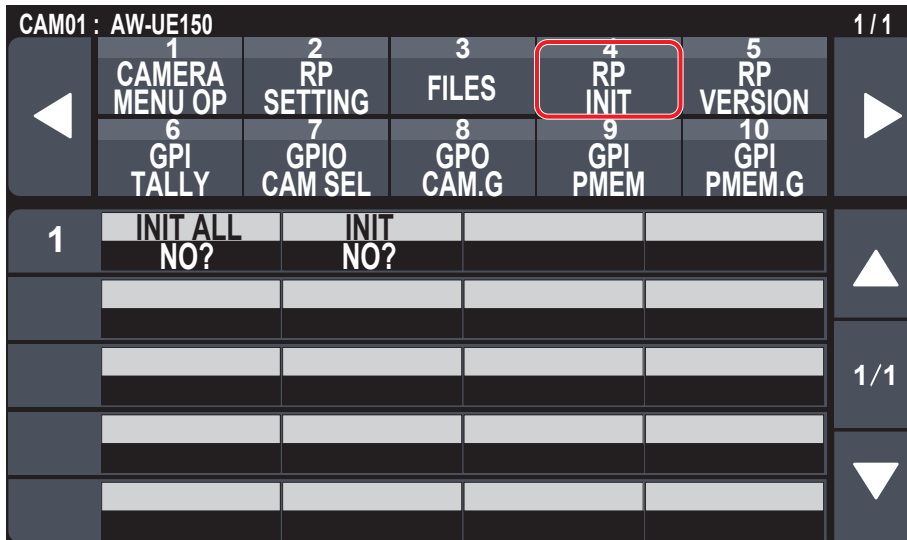 CAM01 : AW-UE150 1 / 1
1 2 3 4 5
CAMERA MENU OP RP SETTING FILES RP INIT RP VERSION
6 7 8 9 10
GPI TALLY GPIO CAM SEL GPO CAM.G GPI PMEM GPI PMEM.G
1 INIT ALL INIT
NO? NO?
1/1